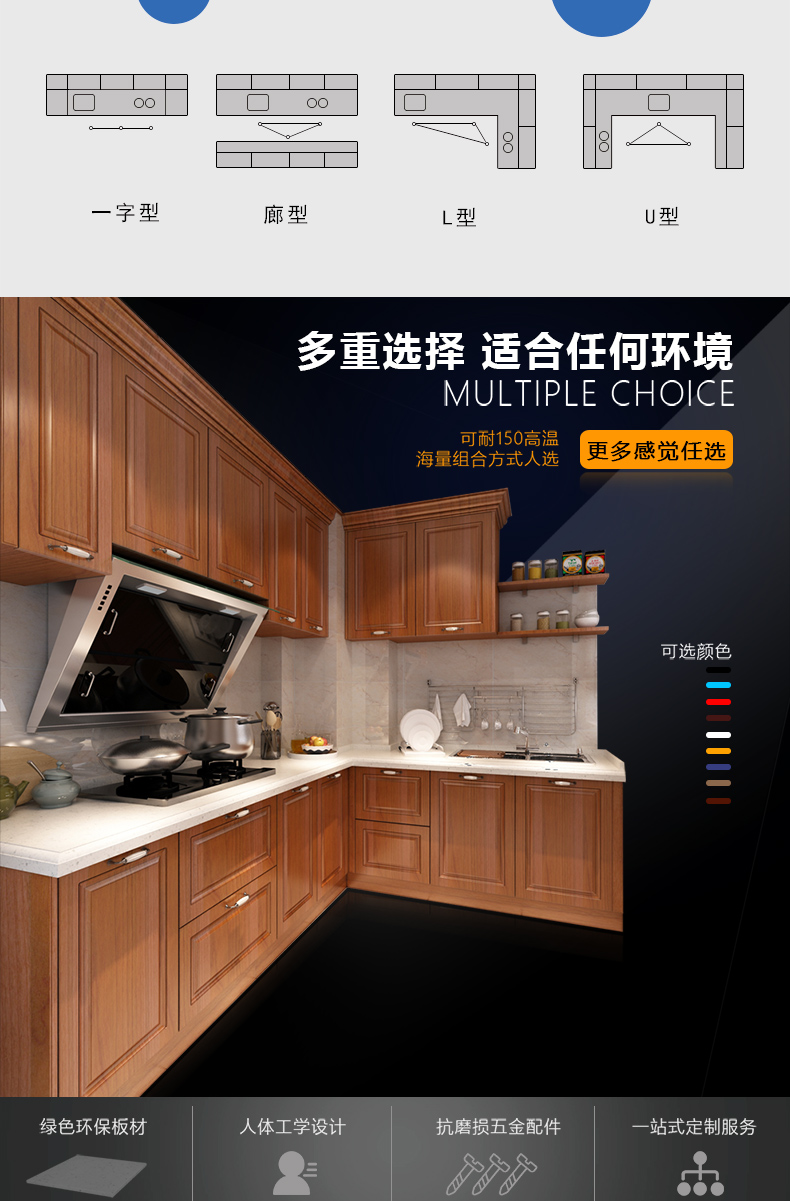 一字型
廊型
L型
U型
多重选择 适合任何环境
MULTIPLE CHOICE
可耐150高温
海量组合方式人选
更多感觉任选
可选颜色
绿色环保板材
人体工学设计
抗磨损五金配件
一站式定制服务